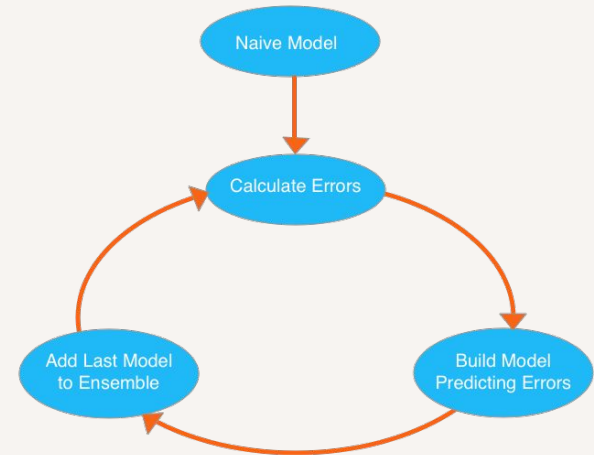 Naive Model
Calculate Errors
Add Last Model
to Ensemble
Build Model
Predicting Errors